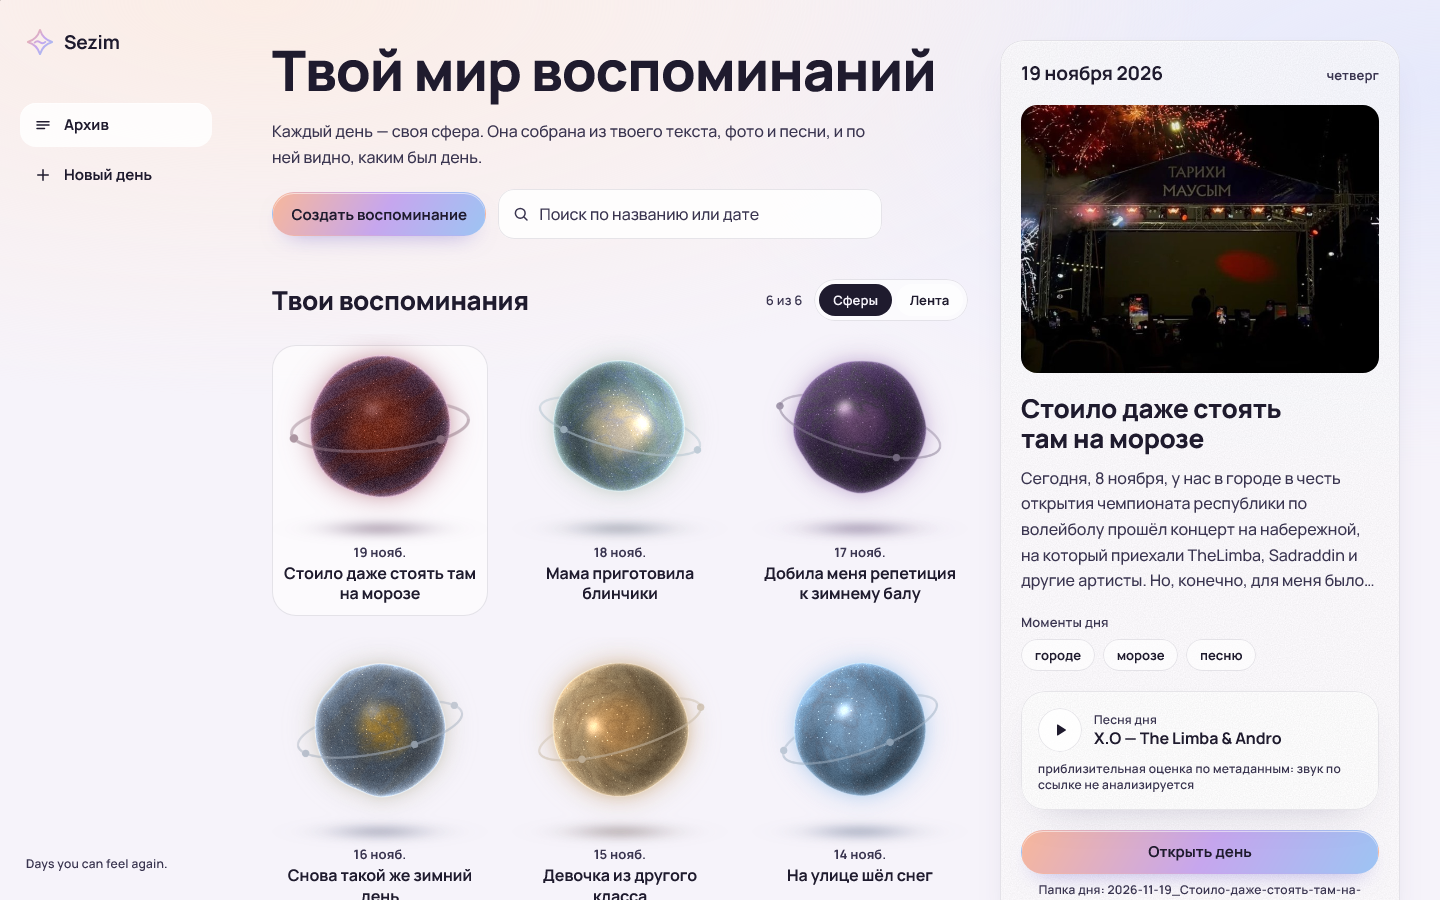 Sezim
Архив
Новый день
Days you can feel again.
Твой мир воспоминаний
Каждый день — своя сфера. Она собрана из твоего текста, фото и песни, и по
ней видно, каким был день.
Создать воспоминание
Поиск по названию или дате
Твои воспоминания
6 из 6
Сферы
Лента
19 нояб.
Стоило даже стоять там
на морозе
18 нояб.
Мама приготовила
блинчики
17 нояб.
Добила меня репетиция
к зимнему балу
16 нояб.
Снова такой же зимний
день
15 нояб.
Девочка из другого
класса
14 нояб.
На улице шёл снег
19 ноября 2026
четверг
ТАРИХИ
МАУСЫМ
Стоило даже стоять
там на морозе
Сегодня, 8 ноября, у нас в городе в честь
открытия чемпионата республики по
волейболу прошёл концерт на набережной,
на который приехали TheLimba, Sadraddin и
другие артисты. Но, конечно, для меня было...
Моменты дня
городе
морозе
песню
Песня дня
X.O — The Limba & Andro
приблизительная оценка по метаданным: звук по
ссылке не анализируется
Открыть день
Папка дня: 2026-11-19_Стоило-даже-стоять-там-на-